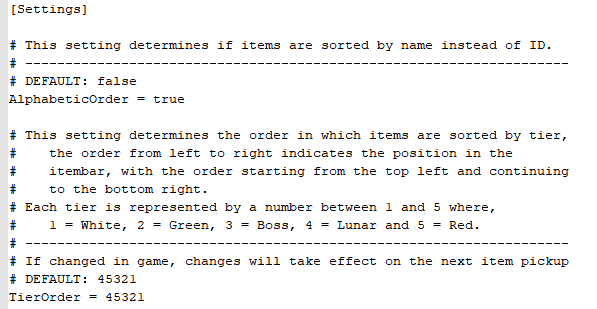 [Settings]
# This setting determines if items are sorted by name instead of ID.
# --------------------------------------------------------------------
# DEFAULT: false
AlphabeticOrder = true
# This setting determines the order in which items are sorted by tier,
#    the order from left to right indicates the position in the
#    itembar, with the order starting from the top left and continuing
#    to the bottom right.
# Each tier is represented by a number between 1 and 5 where,
#    1 = White, 2 = Green, 3 = Boss, 4 = Lunar and 5 = Red.
# --------------------------------------------------------------------
# If changed in game, changes will take effect on the next item pickup
# DEFAULT: 45321
TierOrder = 45321